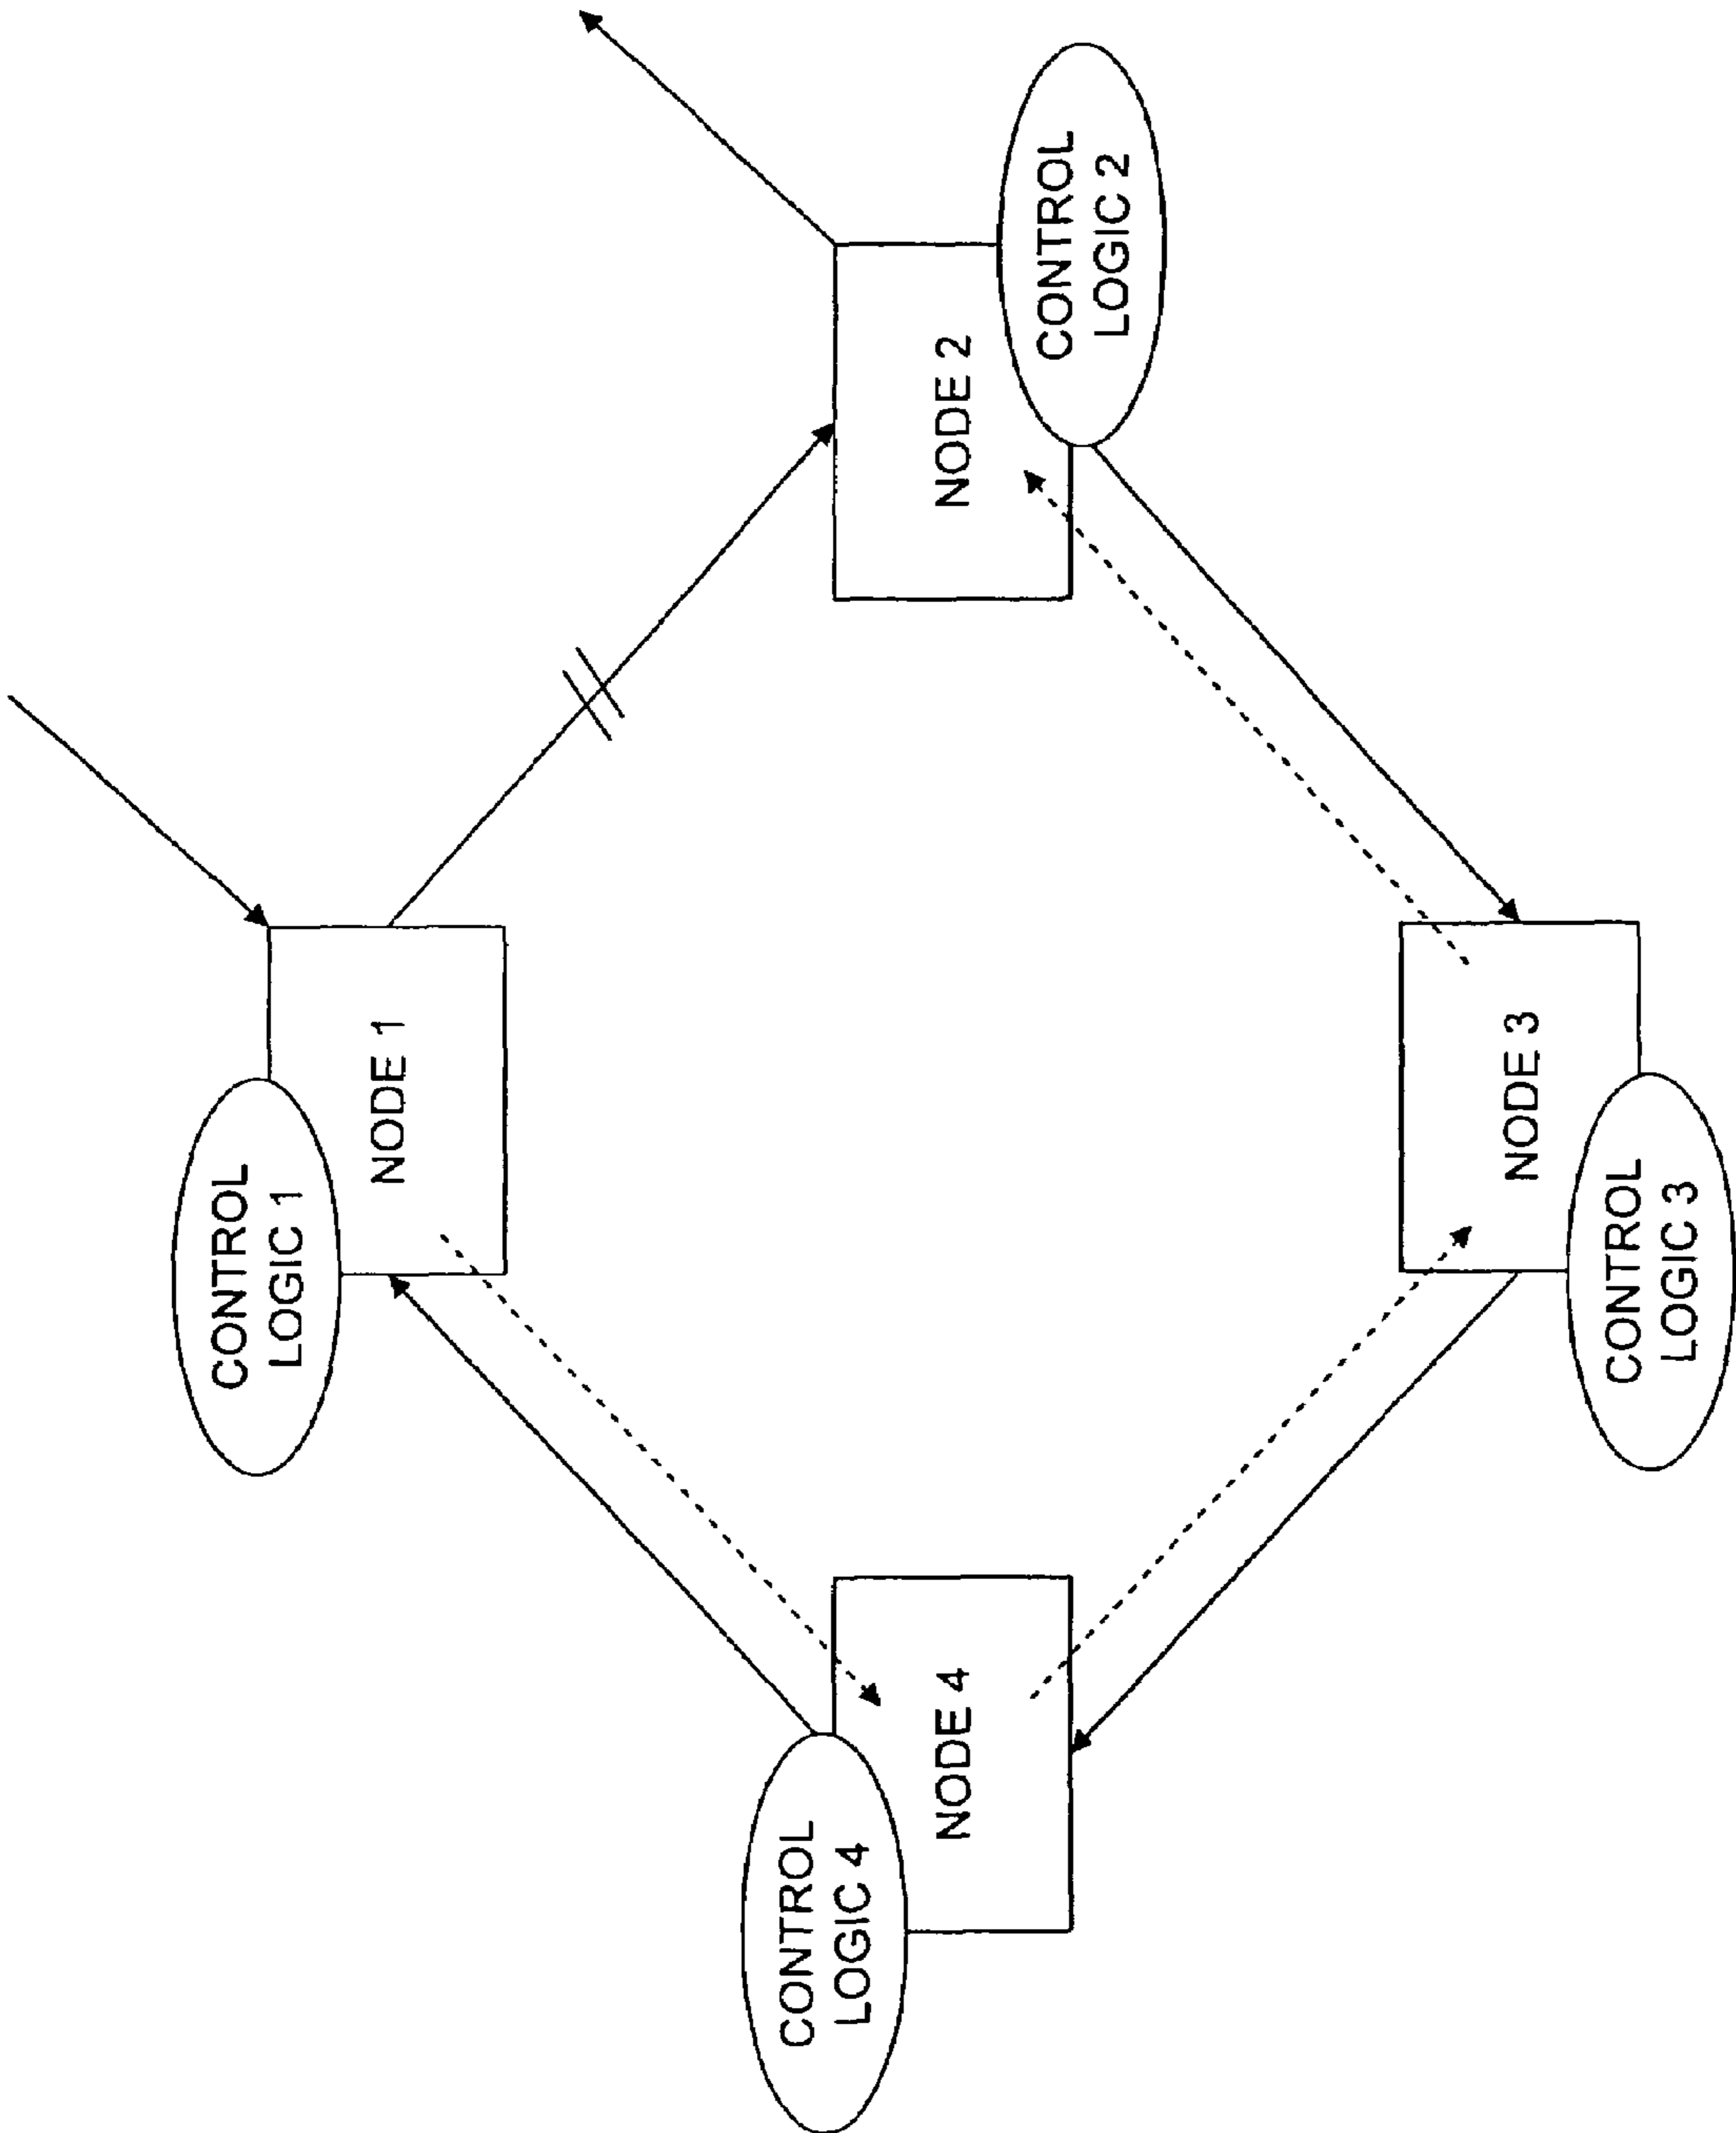 CONTROL
LOGIC 1
NODE 1
CONTROL
LOGIC 2
NODE 2
CONTROL
LOGIC 3
NODE 3
CONTROL
LOGIC 4
NODE 4